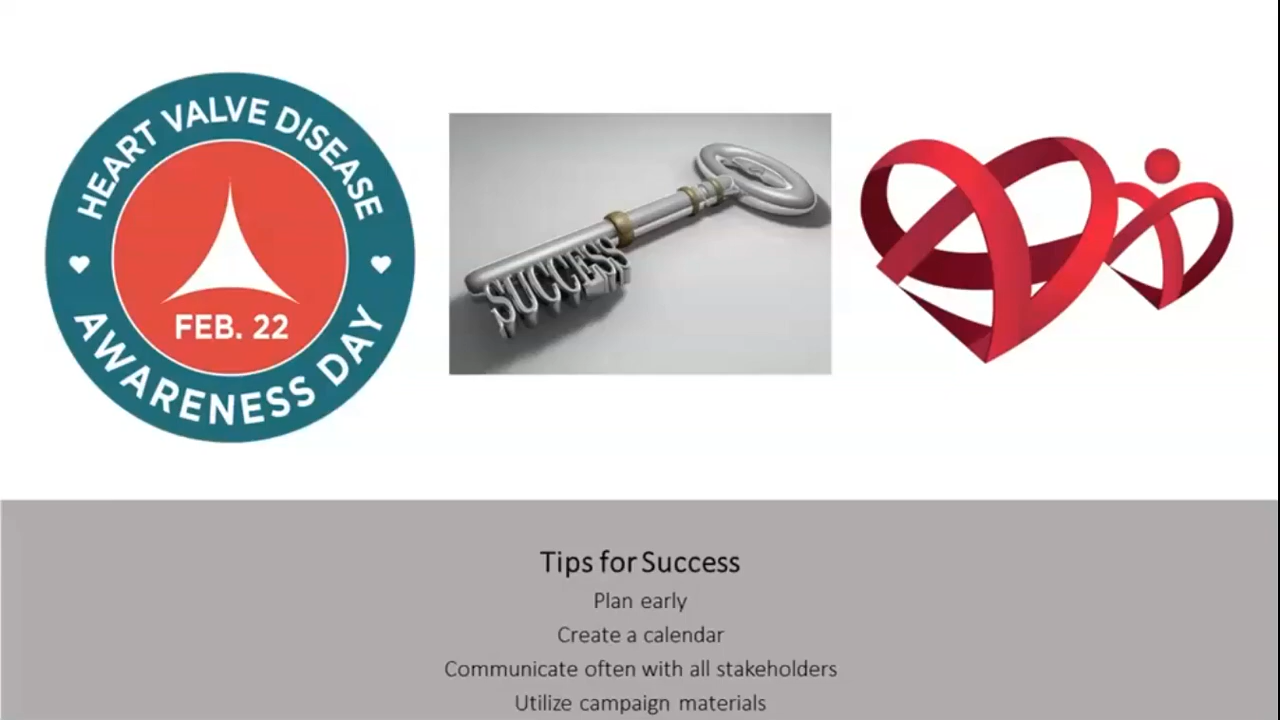 HEART VALVE DISEASE
FEB. 22
AWARENESS DAY
SUCCESS
Tips for Success
Plan early
Create a calendar
Communicate often with all stakeholders
Utilize campaign materials